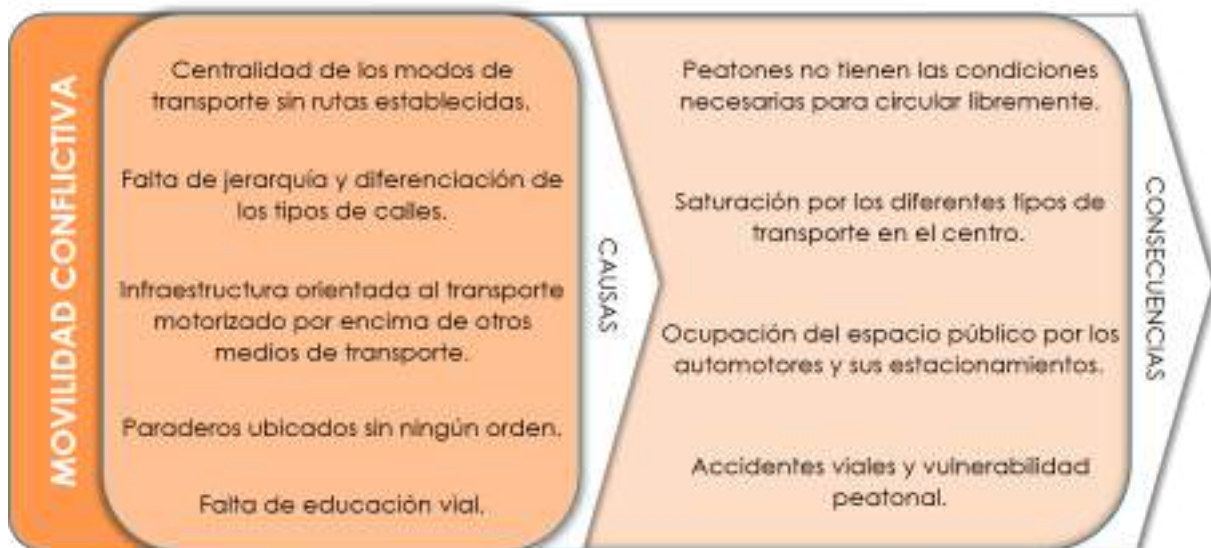 MOVILIDAD CONFLICTIVA
Centralidad de los modos de
transporte sin rutas establecidas.
Falta de jerarquía y diferenciación de
los tipos de calles.
Infraestructura orientada al transporte
motorizado por encima de otros
medios de transporte.
Paraderos ubicados sin ningún orden.
Falta de educación vial.
CAUSAS
Peatones no tienen las condiciones
necesarias para circular libremente.
Saturación por los diferentes tipos de
transporte en el centro.
Ocupación del espacio público por los
automotores y sus estacionamientos.
Accidentes viales y vulnerabilidad
peatonal.
CONSECUENCIAS